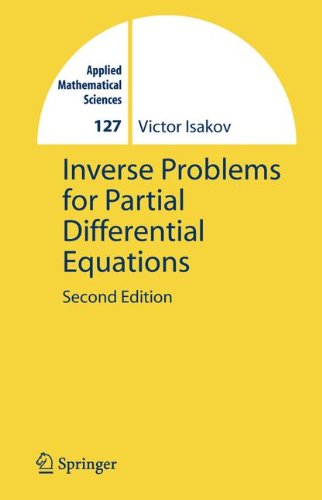 Applied
Mathematical
Sciences
127
Victor Isakov
Inverse Problems
for Partial
Differential
Equations
Second Edition
Springer